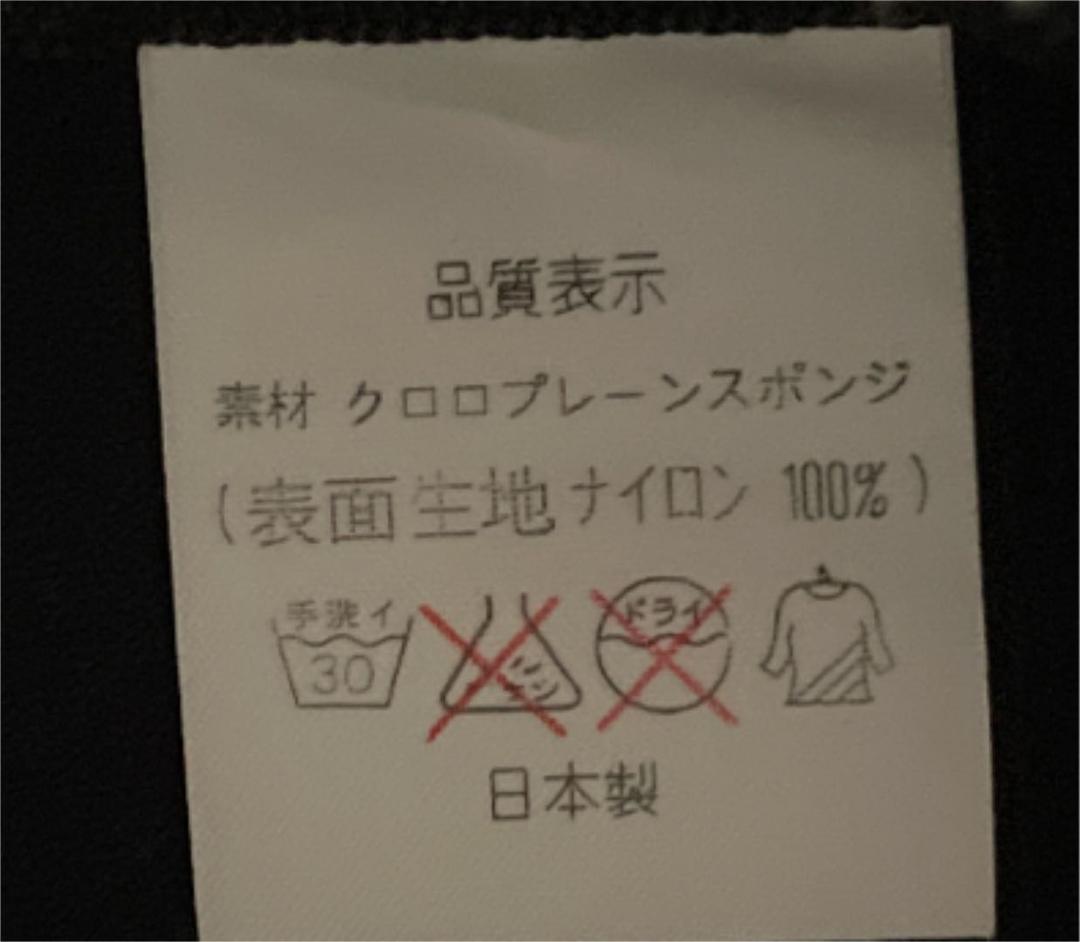 品質表示
素材 クロロプレーンスポンジ
(表面生地ナイロン 100%)
手洗イ ドライ
30
日本製